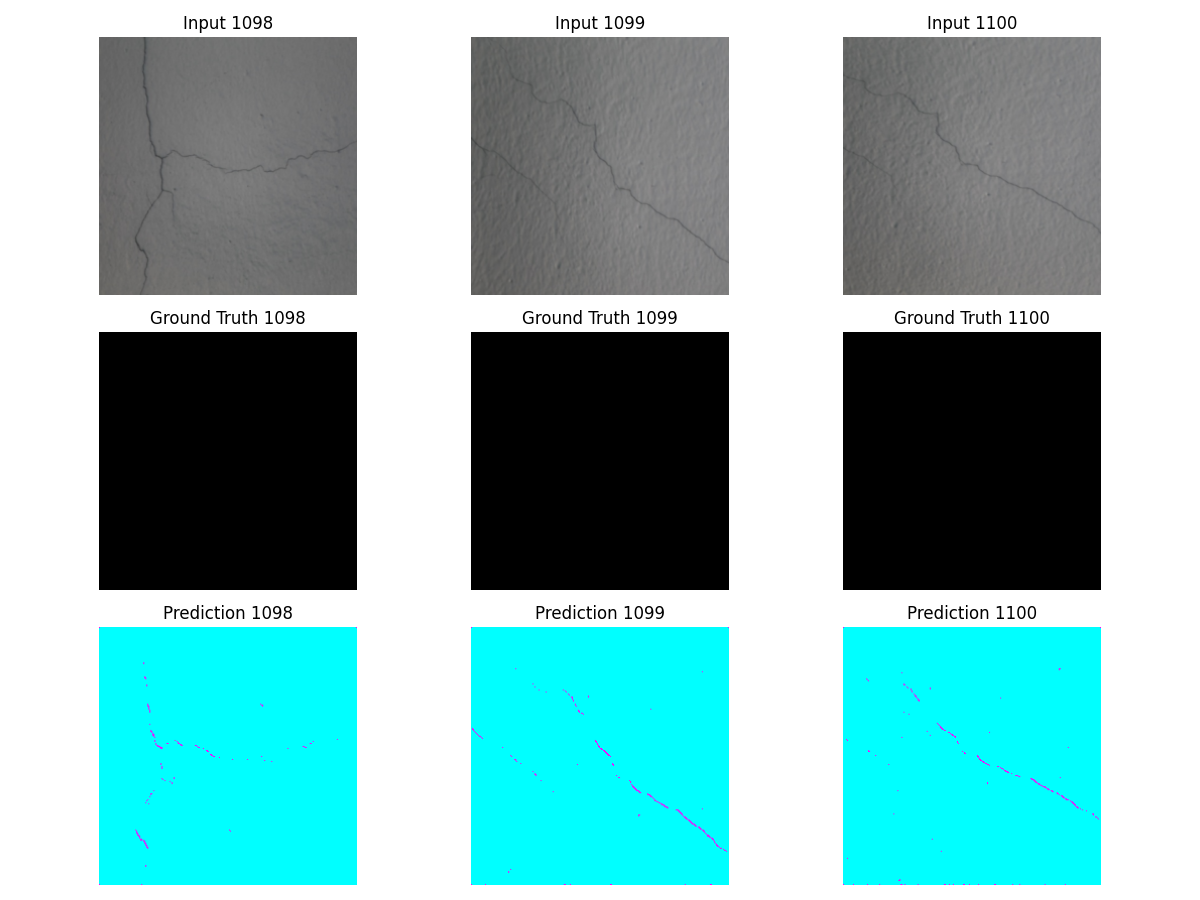 Input 1098
Input 1099
Input 1100
Ground Truth 1098
Ground Truth 1099
Ground Truth 1100
Prediction 1098
Prediction 1099
Prediction 1100